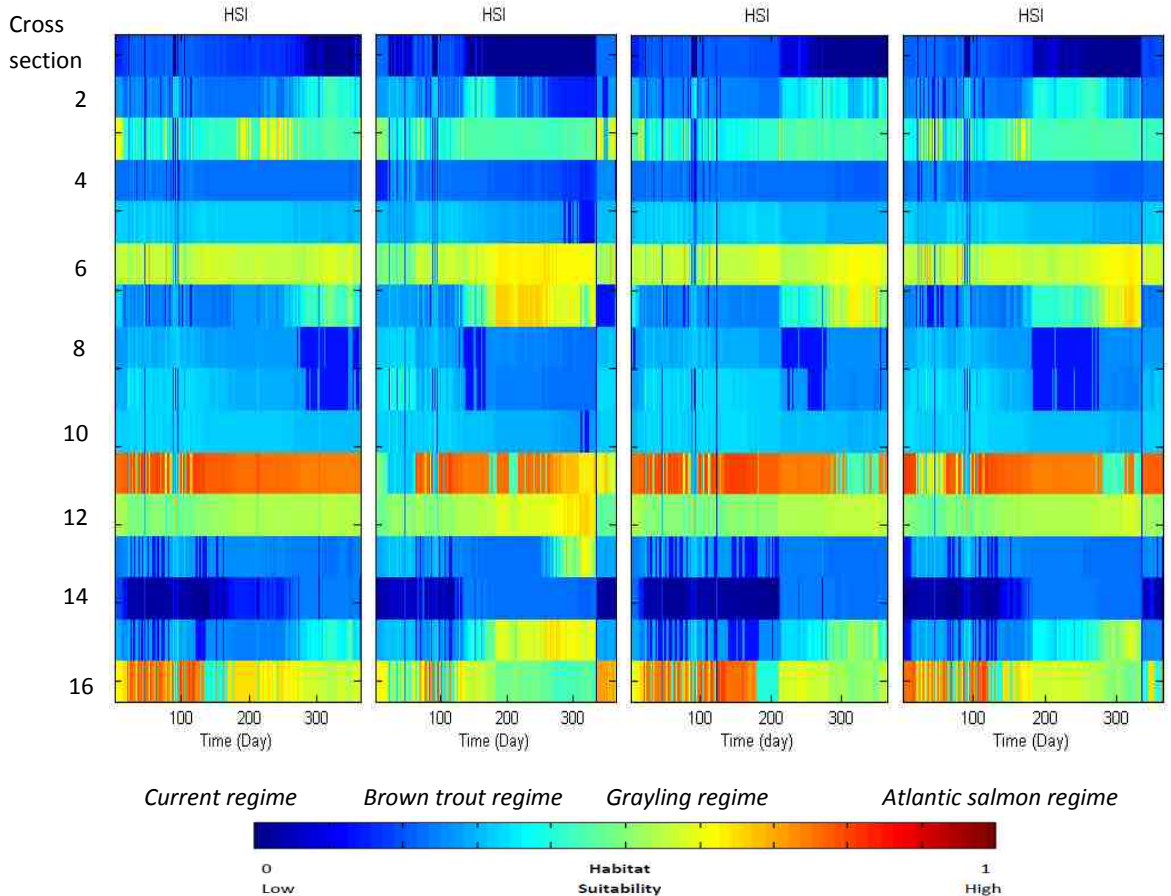 Cross
section
HSI HSI HSI HSI
2
4
6
8
10
12
14
16
100 200 300 100 200 300 100 200 300 100 200 300
Time (Day) Time (Day) Time (day) Time (Day)
Current regime Brown trout regime Grayling regime Atlantic salmon regime
0 Habitat 1
Low Suitability High